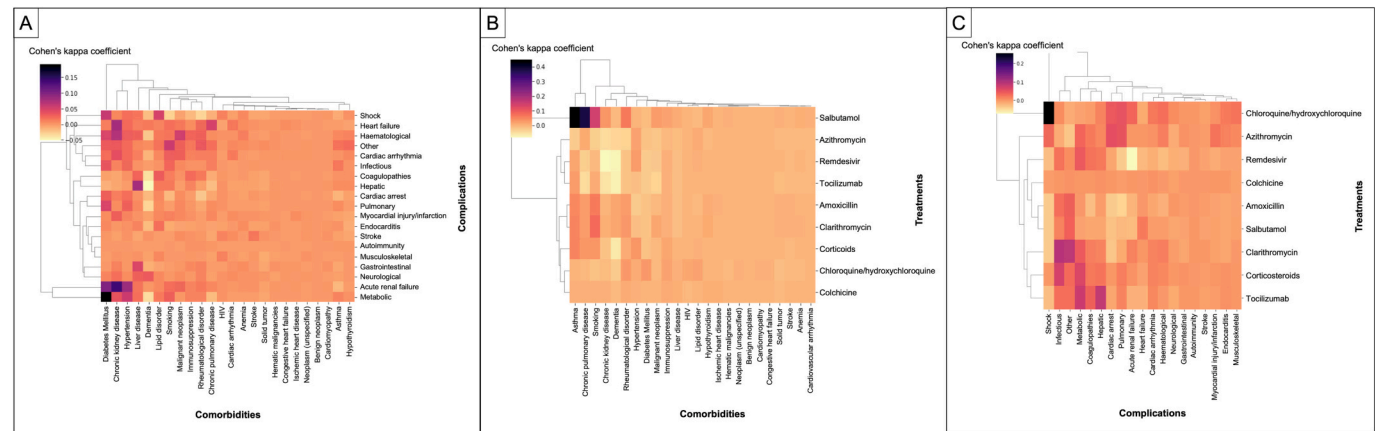 A
Cohen's kappa coefficient
0.15
0.10
0.05
0.00
−0.05
Shock
Heart failure
Haematological
Other
Cardiac arrhythmia
Infectious
Coagulopathies
Hepatic
Cardiac arrest
Pulmonary
Myocardial injury/infarction
Endocarditis
Stroke
Autoimmunity
Musculoskeletal
Gastrointestinal
Neurological
Acute renal failure
Metabolic
Complications
Diabetes Mellitus
Chronic kidney disease
Hypertension
Liver disease
Dementia
Lipid disorder
Smoking
Malignant neoplasm
Immunosuppression
Rheumatological disorder
Chronic pulmonary disease
HIV
Cardiac arrhythmia
Anemia
Stroke
Solid tumor
Hematic malignancies
Congestive heart failure
Ischemic heart disease
Neoplasm (unspecified)
Benign neoplasm
Cardiomyopathy
Asthma
Hypothyroidism
Comorbidities
B
Cohen's kappa coefficient
0.4
0.3
0.2
0.1
0.0
Salbutamol
Azithromycin
Remdesivir
Tocilizumab
Amoxicillin
Clarithromycin
Corticoids
Chloroquine/hydroxychloroquine
Colchicine
Treatments
Asthma
Chronic pulmonary disease
Smoking
Chronic kidney disease
Dementia
Rheumatological disorder
Hypertension
Diabetes Mellitus
Malignant neoplasm
Immunosuppression
Liver disease
HIV
Lipid disorder
Hypothyroidism
Ischemic heart disease
Hematic malignancies
Neoplasm (unspecified)
Benign neoplasm
Cardiomyopathy
Congestive heart failure
Solid tumor
Stroke
Anemia
Cardiovascular arrhythmia
Comorbidities
C
Cohen's kappa coefficient
0.2
0.1
0.0
Chloroquine/hydroxychloroquine
Azithromycin
Remdesivir
Colchicine
Amoxicillin
Salbutamol
Clarithromycin
Corticosteroids
Tocilizumab
Treatments
Shock
Infectious
Other
Metabolic
Coagulopathies
Hepatic
Cardiac arrest
Pulmonary
Acute renal failure
Heart failure
Cardiac arrhythmia
Haematological
Neurological
Gastrointestinal
Autoimmunity
Stroke
Myocardial injury/infarction
Endocarditis
Musculoskeletal
Complications